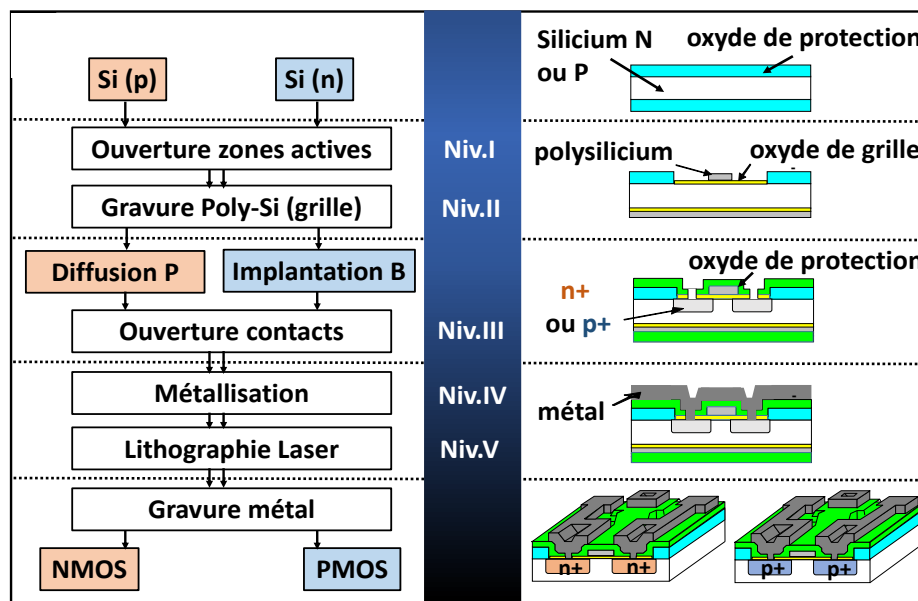 Si (p)
Si (n)
Ouverture zones actives
Gravure Poly-Si (grille)
Diffusion P
Implantation B
Ouverture contacts
Métallisation
Lithographie Laser
Gravure métal
NMOS
PMOS
Niv.I
Niv.II
Niv.III
Niv.IV
Niv.V
Silicium N
ou P
oxyde de protection
polysilicium
oxyde de grille
oxyde de protection
n+
ou p+
métal
n+
n+
p+
p+